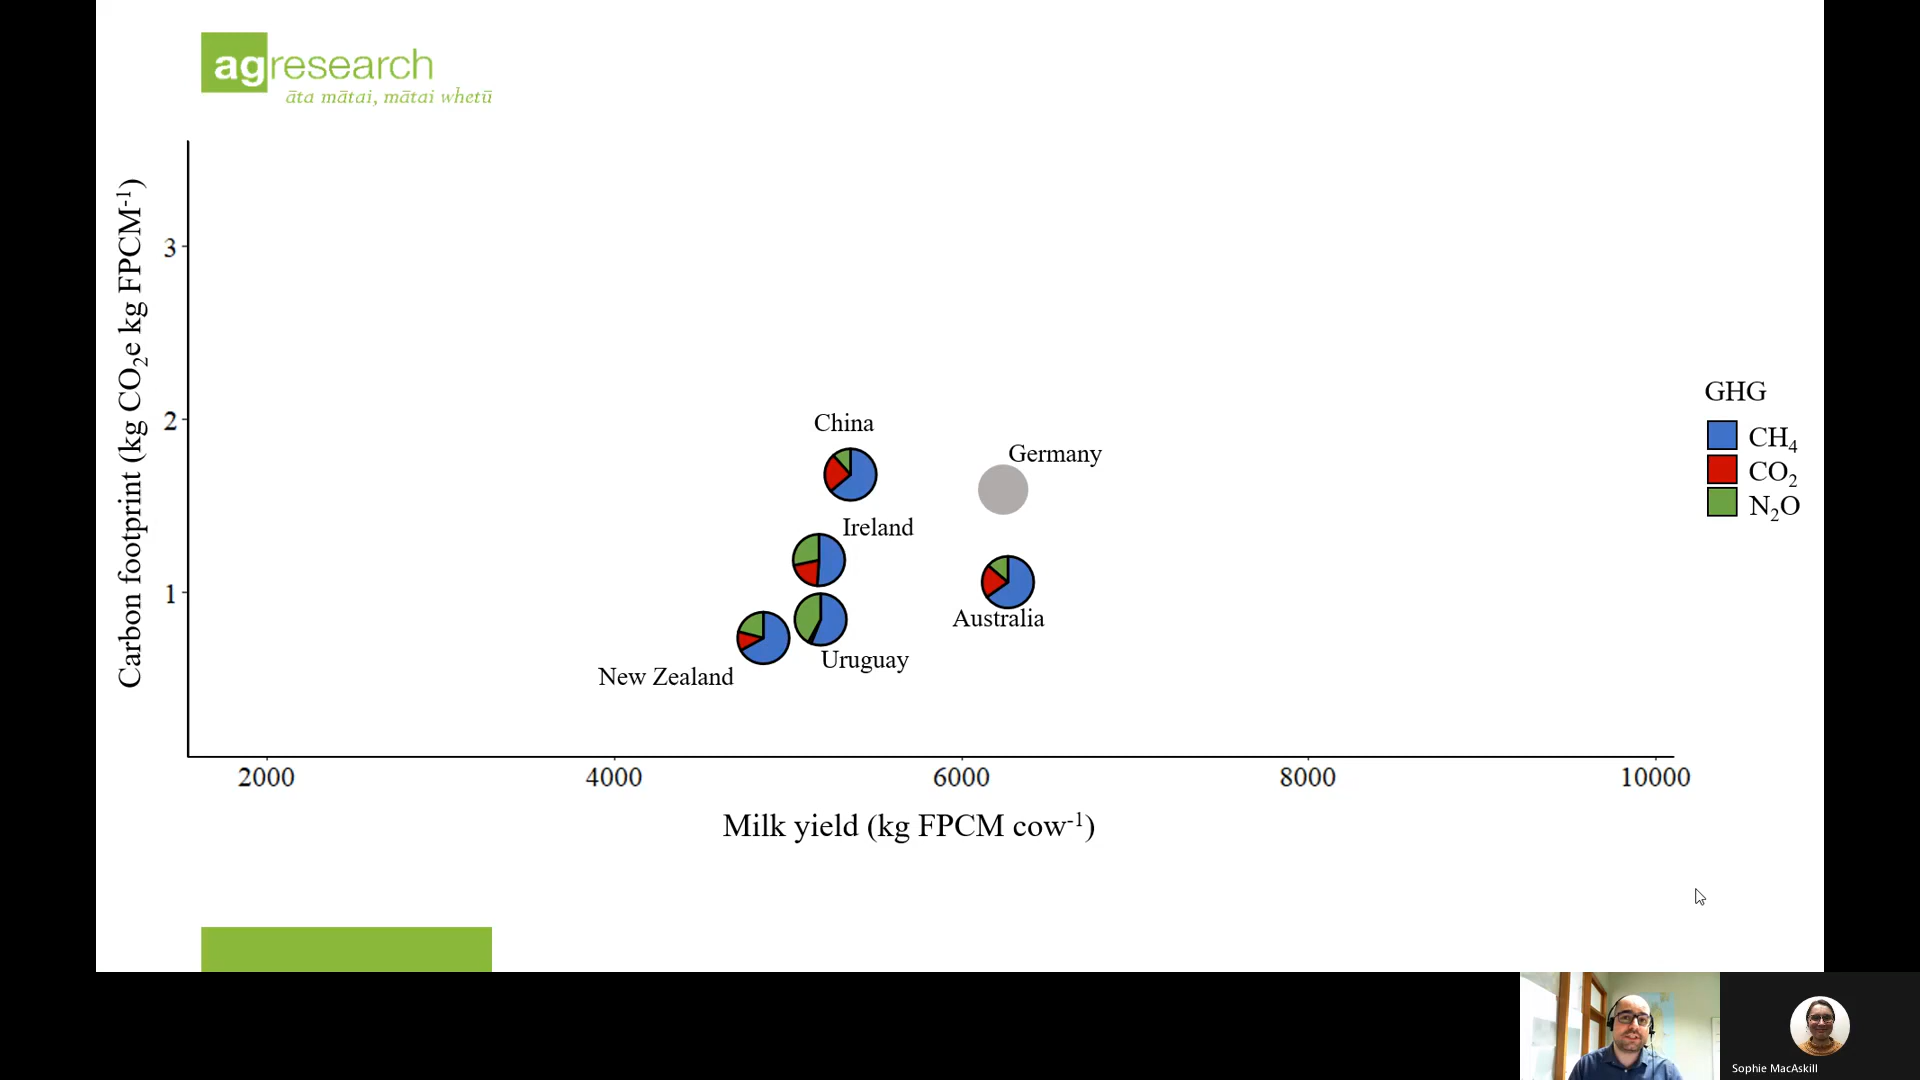 agresearch
āta mātai, mātai whetū
Carbon footprint (kg CO₂e kg FPCM⁻¹)
3
2
1
China
Germany
Ireland
Australia
Uruguay
New Zealand
GHG
CH₄
CO₂
N₂O
2000 4000 6000 8000 10000
Milk yield (kg FPCM cow⁻¹)
Sophie MacAskill